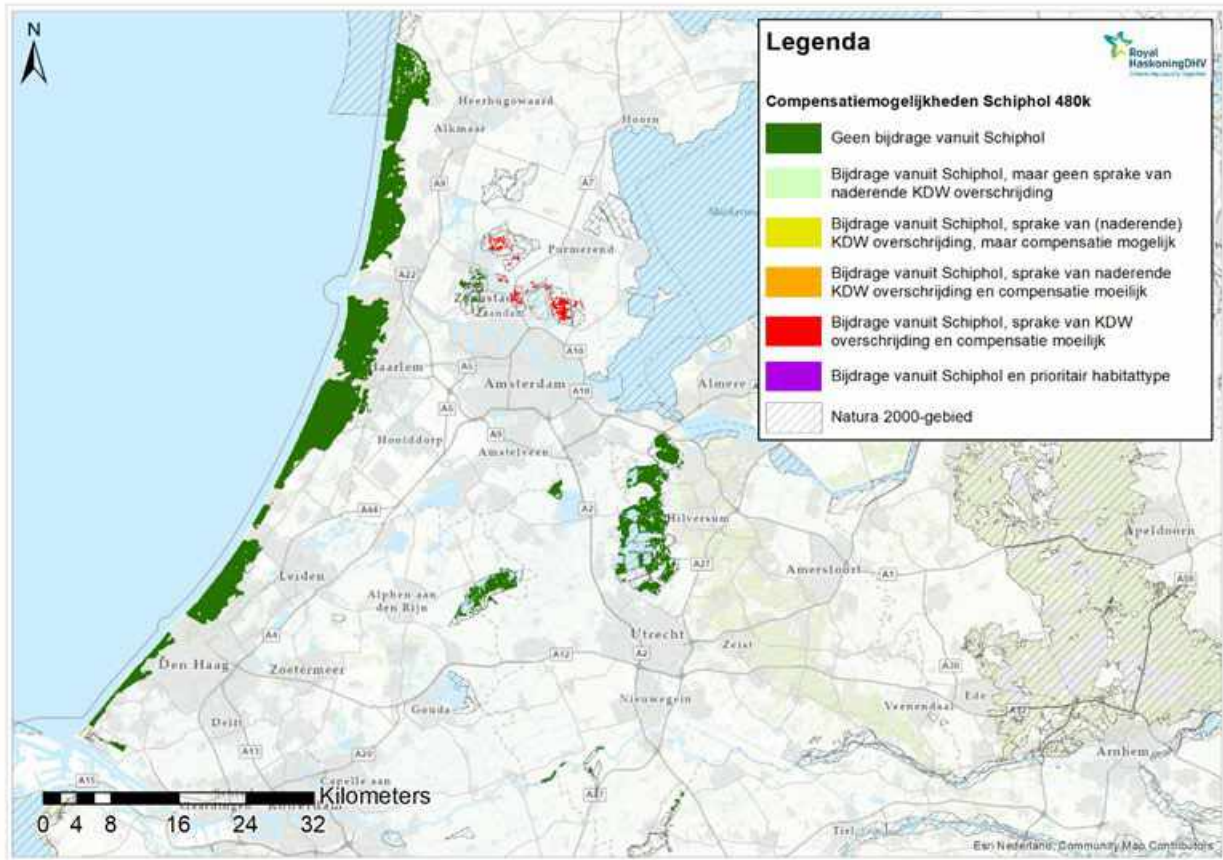 N
Legenda
Royal
HaskoningDHV
Compensatiemogelijkheden Schiphol 480k
Geen bijdrage vanuit Schiphol
Bijdrage vanuit Schiphol, maar geen sprake van
naderende KDW overschrijding
Bijdrage vanuit Schiphol, sprake van (naderende)
KDW overschrijding, maar compensatie mogelijk
Bijdrage vanuit Schiphol, sprake van naderende
KDW overschrijding en compensatie moeilijk
Bijdrage vanuit Schiphol, sprake van KDW
overschrijding en compensatie moeilijk
Bijdrage vanuit Schiphol en prioritair habitattype
Natura 2000-gebied
Heerhugowaard
Alkmaar
Hoorn
A9
A7
Purmerend
A22
Zaandam
A10
Haarlem
Amsterdam
A10
Almere
A9
Hoofddorp
Amstelveen
A2
A44
Hilversum
Apeldoorn
Leiden
Amersfoort
A1
A27
A50
Alphen aan
den Rijn
A4
Utrecht
Zeist
Den Haag
Zoetermeer
A12
A2
Ede
Gouda
Nieuwegein
Veenendaal
A12
Delft
A13
A20
Arnhem
A15
Capelle aan
A27
Kilometers
0 4 8 16 24 32
Tiel
Esri Nederland, Community Map Contributors